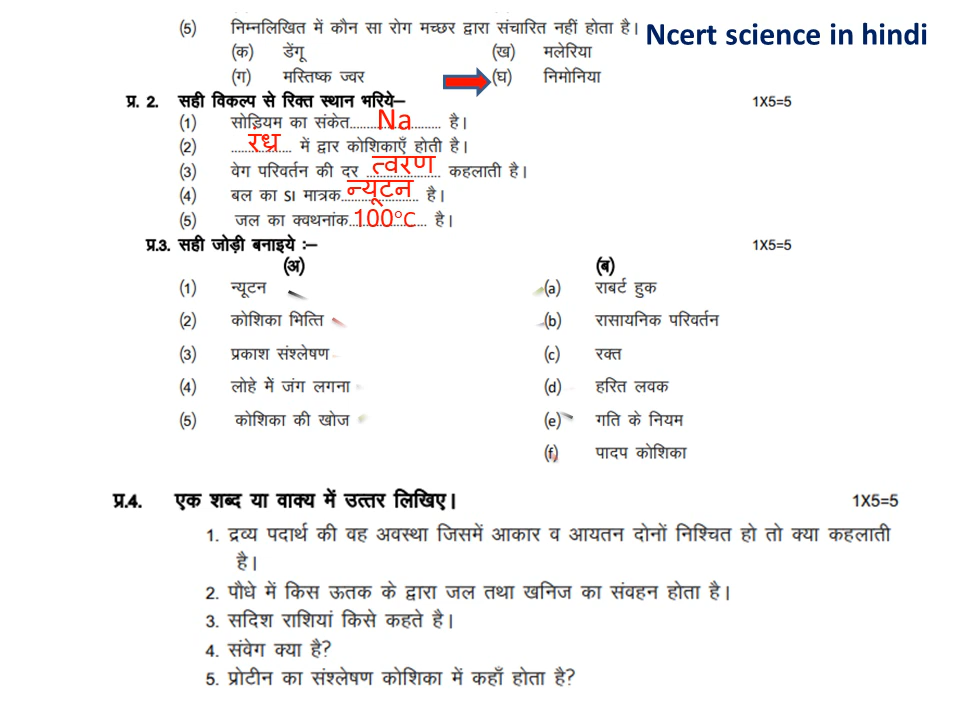 (5) निम्नलिखित में कौन सा रोग मच्छर द्वारा संचारित नहीं होता है।
Ncert science in hindi
(क) डेंगू (ख) मलेरिया
(ग) मस्तिष्क ज्वर (घ) निमोनिया
प्र. 2. सही विकल्प से रिक्त स्थान भरिये– 1X5=5
(1) सोडियम का संकेत.......Na....... है।
(2) .......रंध्र....... में द्वार कोशिकाएँ होती है।
(3) वेग परिवर्तन की दर .......त्वरण....... कहलाती है।
(4) बल का SI मात्रक.......न्यूटन....... है।
(5) जल का क्वथनांक.......100°C....... है।
प्र.3. सही जोड़ी बनाइये :– 1X5=5
(अ) (ब)
(1) न्यूटन (a) राबर्ट हुक
(2) कोशिका भित्ति (b) रासायनिक परिवर्तन
(3) प्रकाश संश्लेषण (c) रक्त
(4) लोहे में जंग लगना (d) हरित लवक
(5) कोशिका की खोज (e) गति के नियम
(f) पादप कोशिका
प्र.4. एक शब्द या वाक्य में उत्तर लिखिए। 1X5=5
1. द्रव्य पदार्थ की वह अवस्था जिसमें आकार व आयतन दोनों निश्चित हो तो क्या कहलाती
है।
2. पौधे में किस ऊतक के द्वारा जल तथा खनिज का संवहन होता है।
3. सदिश राशियां किसे कहते है।
4. संवेग क्या है?
5. प्रोटीन का संश्लेषण कोशिका में कहाँ होता है?